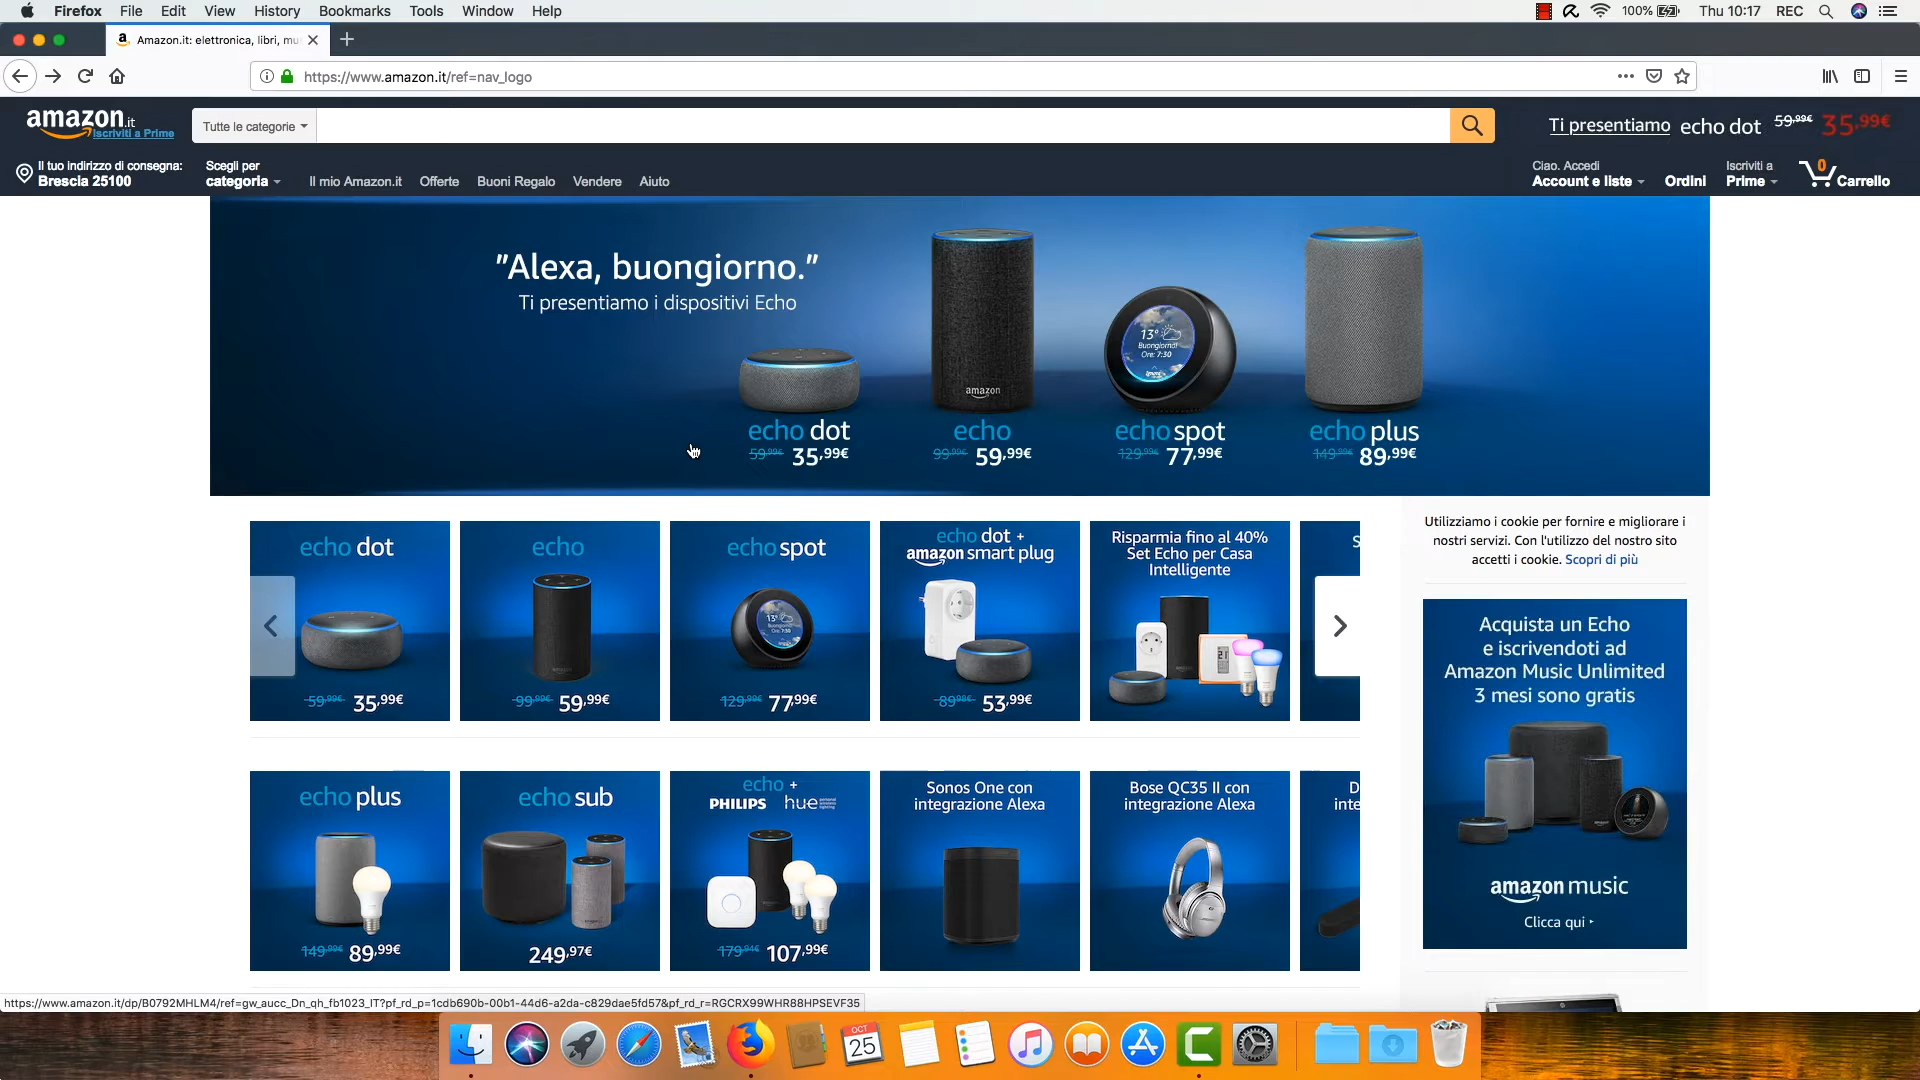 Firefox File Edit View History Bookmarks Tools Window Help
100% Thu 10:17 REC
Amazon.it: elettronica, libri, mu
https://www.amazon.it/ref=nav_logo
amazon.it
Iscriviti a Prime
Tutte le categorie
Ti presentiamo echo dot 59,99€ 35,99€
Il tuo indirizzo di consegna:
Brescia 25100
Scegli per
categoria
Il mio Amazon.it Offerte Buoni Regalo Vendere Aiuto
Ciao. Accedi
Account e liste
Ordini
Iscriviti a
Prime
0
Carrello
"Alexa, buongiorno."
Ti presentiamo i dispositivi Echo
amazon
13°
Buongiorno!
Ore: 7:30
echo dot
59,99€ 35,99€
echo
99,99€ 59,99€
echo spot
129,99€ 77,99€
echo plus
149,99€ 89,99€
echo dot
59,99€ 35,99€
echo
99,99€ 59,99€
echo spot
13°
129,99€ 77,99€
echo dot +
amazon smart plug
89,98€ 53,99€
Risparmia fino al 40%
Set Echo per Casa
Intelligente
21
S
Utilizziamo i cookie per fornire e migliorare i
nostri servizi. Con l'utilizzo del nostro sito
accetti i cookie. Scopri di più
Acquista un Echo
e iscrivendoti ad
Amazon Music Unlimited
3 mesi sono gratis
amazon music
Clicca qui
echo plus
149,99€ 89,99€
echo sub
249,97€
echo +
PHILIPS hue
179,94€ 107,99€
Sonos One con
integrazione Alexa
Bose QC35 II con
integrazione Alexa
D
inte
https://www.amazon.it/dp/B0792MHLM4/ref=gw_aucc_Dn_qh_fb1023_IT?pf_rd_p=1cdb690b-00b1-44d6-a2da-c829dae5fd57&pf_rd_r=RGCRX99WHR88HPSEVF35
OCT
25